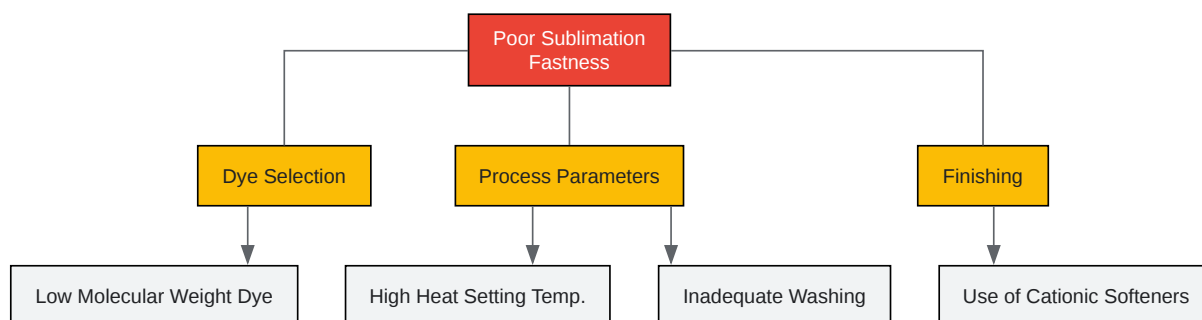 Poor Sublimation
Fastness
Dye Selection
Process Parameters
Finishing
Low Molecular Weight Dye
High Heat Setting Temp.
Inadequate Washing
Use of Cationic Softeners